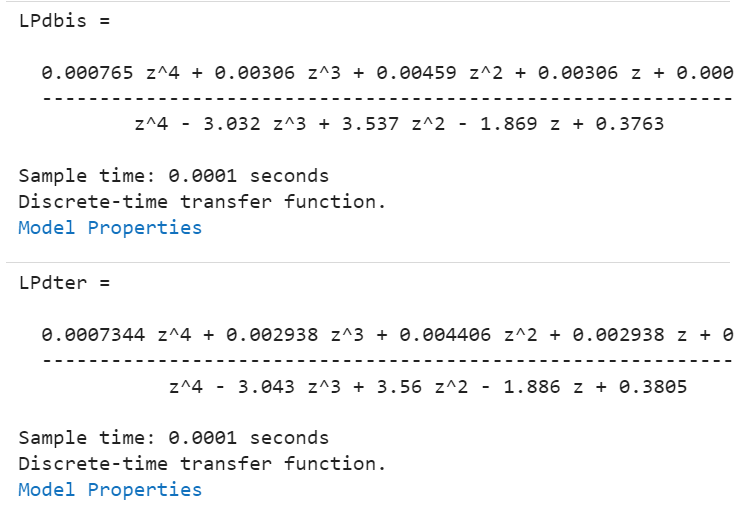 LPdbis =
0.000765 z^4 + 0.00306 z^3 + 0.00459 z^2 + 0.00306 z + 0.000
---------------------------------------------------------------
z^4 - 3.032 z^3 + 3.537 z^2 - 1.869 z + 0.3763
Sample time: 0.0001 seconds
Discrete-time transfer function.
Model Properties
LPdter =
0.0007344 z^4 + 0.002938 z^3 + 0.004406 z^2 + 0.002938 z + 0
---------------------------------------------------------------
z^4 - 3.043 z^3 + 3.56 z^2 - 1.886 z + 0.3805
Sample time: 0.0001 seconds
Discrete-time transfer function.
Model Properties